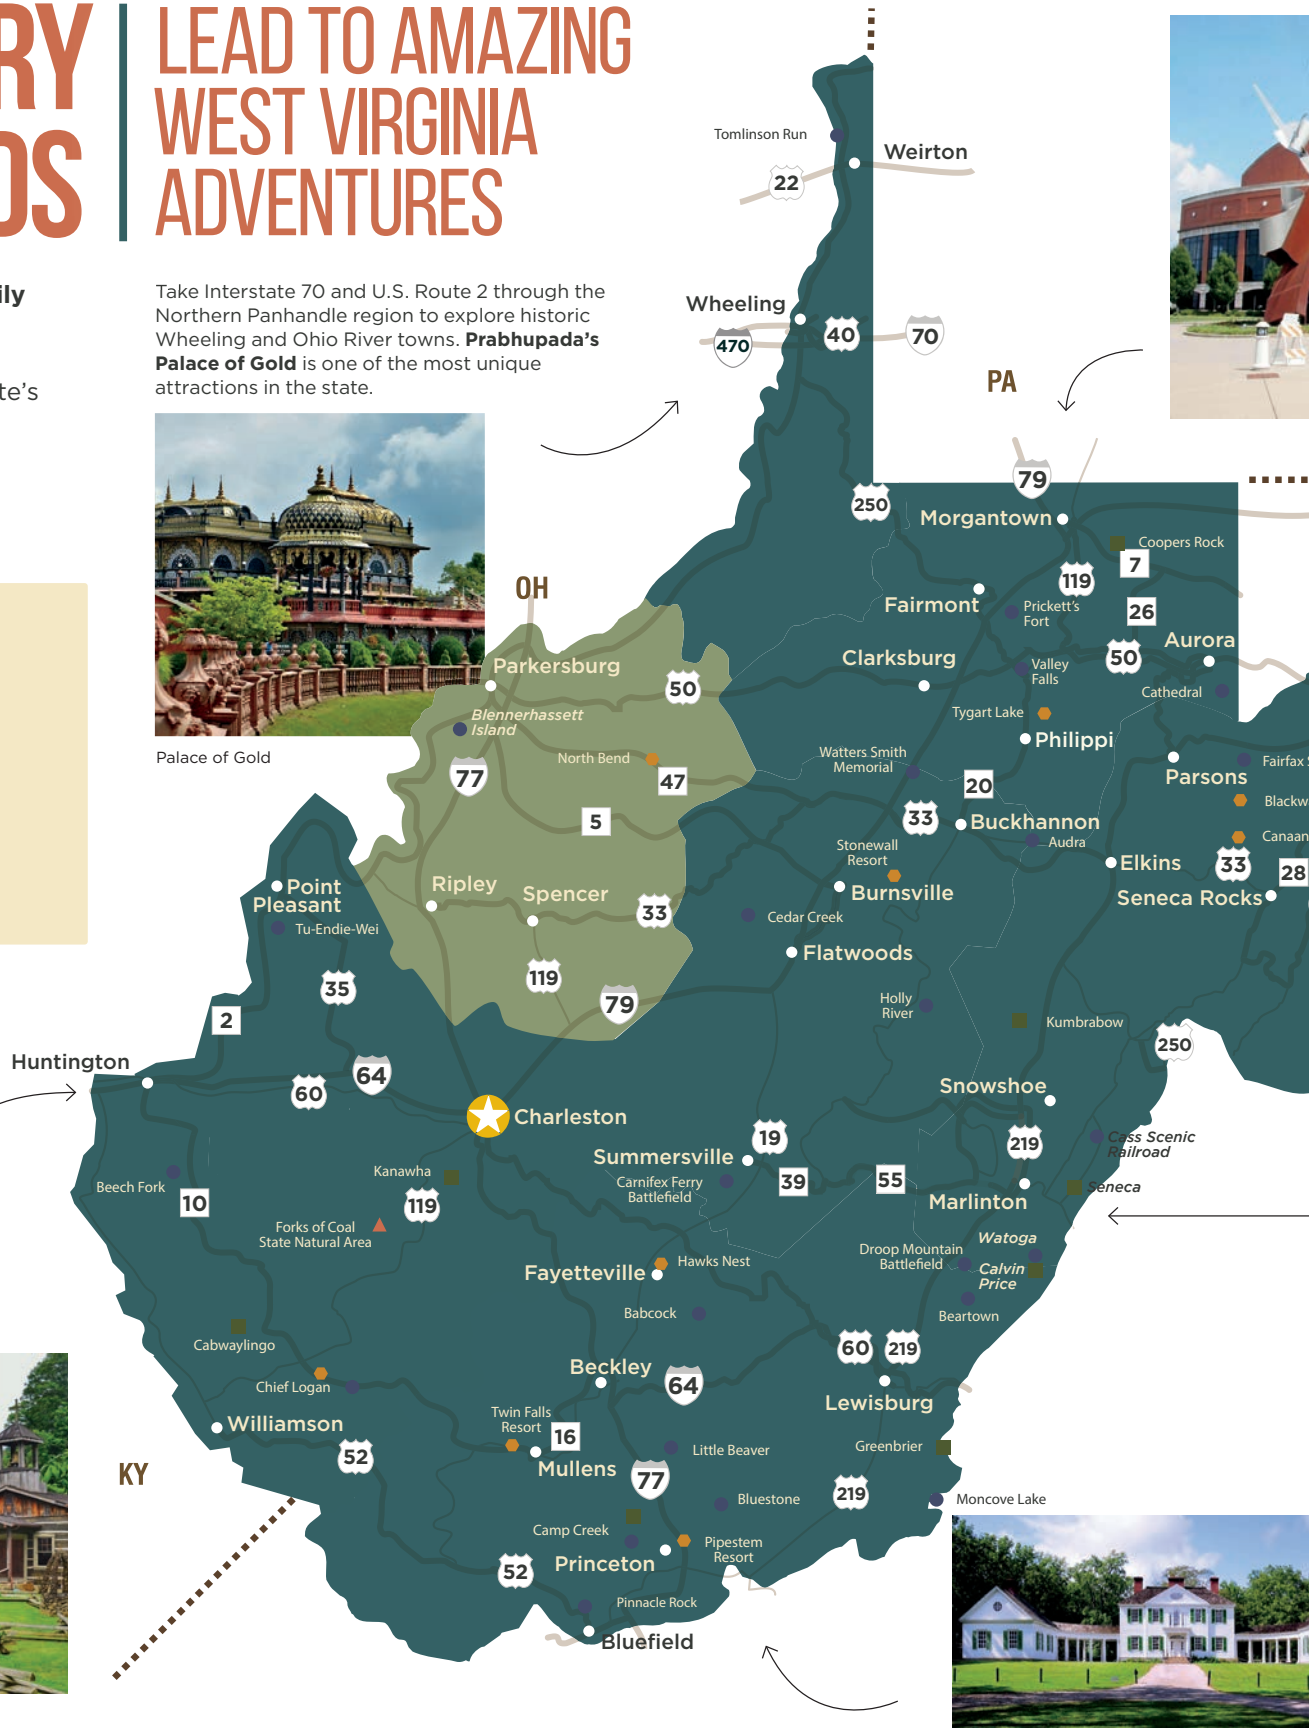 RY
DS
LEAD TO AMAZING
WEST VIRGINIA
ADVENTURES
ily
te's
Take Interstate 70 and U.S. Route 2 through the
Northern Panhandle region to explore historic
Wheeling and Ohio River towns. Prabhupada's
Palace of Gold is one of the most unique
attractions in the state.
Palace of Gold
Tomlinson Run
Weirton
22
Wheeling
470
40
70
PA
79
250
Morgantown
Coopers Rock
7
119
Fairmont
Prickett's
Fort
26
Aurora
50
Clarksburg
Valley
Falls
Cathedral
Tygart Lake
Philippi
Watters Smith
Memorial
Parsons
Fairfax S
20
Blackw
33
Buckhannon
Audra
Canaan
Stonewall
Resort
Elkins
33
28
Burnsville
Seneca Rocks
Cedar Creek
Flatwoods
Holly
River
Kumbrabow
250
OH
Parkersburg
50
Blennerhassett
Island
North Bend
77
47
5
Ripley
Spencer
33
119
79
Point
Pleasant
Tu-Endie-Wei
35
2
Huntington
64
60
Charleston
Snowshoe
19
219
Cass Scenic
Railroad
Summersville
Carnifex Ferry
Battlefield
39
55
Seneca
Marlinton
Kanawha
Beech Fork
10
119
Forks of Coal
State Natural Area
Watoga
Droop Mountain
Battlefield
Calvin
Price
Hawks Nest
Fayetteville
Babcock
Beartown
Cabwaylingo
60
219
Beckley
64
Chief Logan
Lewisburg
Twin Falls
Resort
16
Williamson
52
Little Beaver
Greenbrier
Mullens
77
KY
Bluestone
219
Moncove Lake
Camp Creek
Pipestem
Resort
Princeton
52
Pinnacle Rock
Bluefield